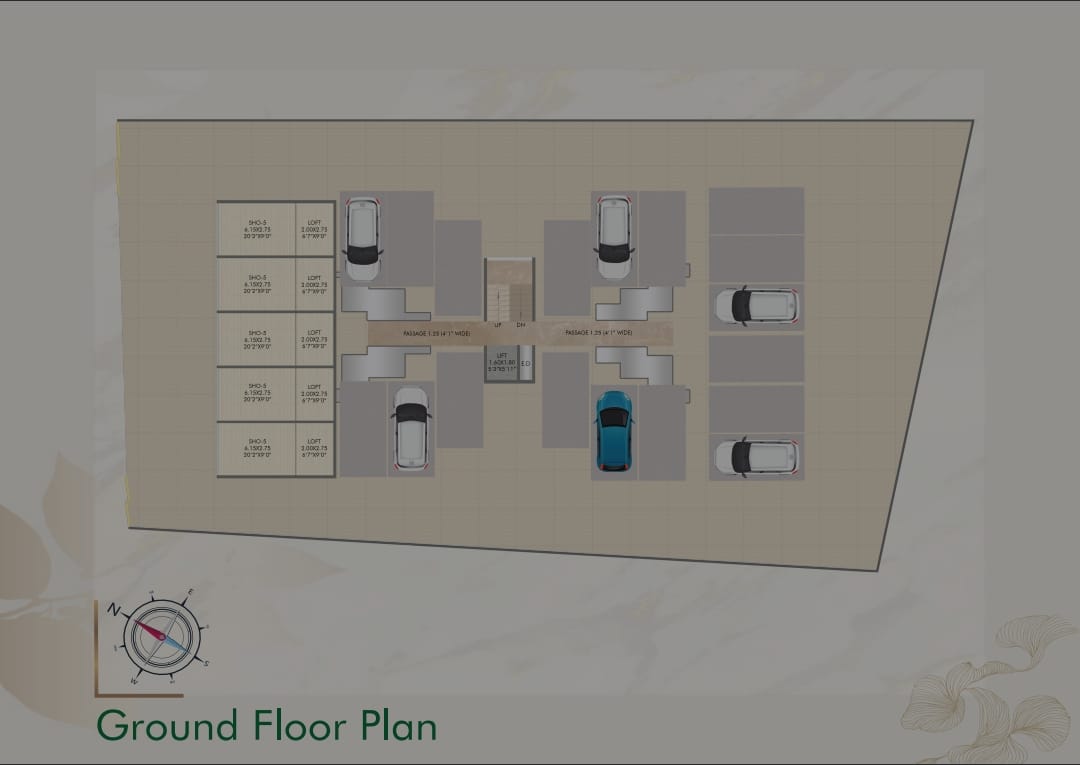 SHO-5
6.15X2.75
20'2"X9'0"
LOFT
2.00X2.75
6'7"X9'0"
SHO-5
6.15X2.75
20'2"X9'0"
LOFT
2.00X2.75
6'7"X9'0"
SHO-5
6.15X2.75
20'2"X9'0"
LOFT
2.00X2.75
6'7"X9'0"
SHO-5
6.15X2.75
20'2"X9'0"
LOFT
2.00X2.75
6'7"X9'0"
SHO-5
6.15X2.75
20'2"X9'0"
LOFT
2.00X2.75
6'7"X9'0"
UP
DN
PASSAGE 1.25 (4'1" WIDE)
PASSAGE 1.25 (4'1" WIDE)
LIFT
1.60X1.80
5'3"X5'11"
E.D
N
E
S
W
Ground Floor Plan